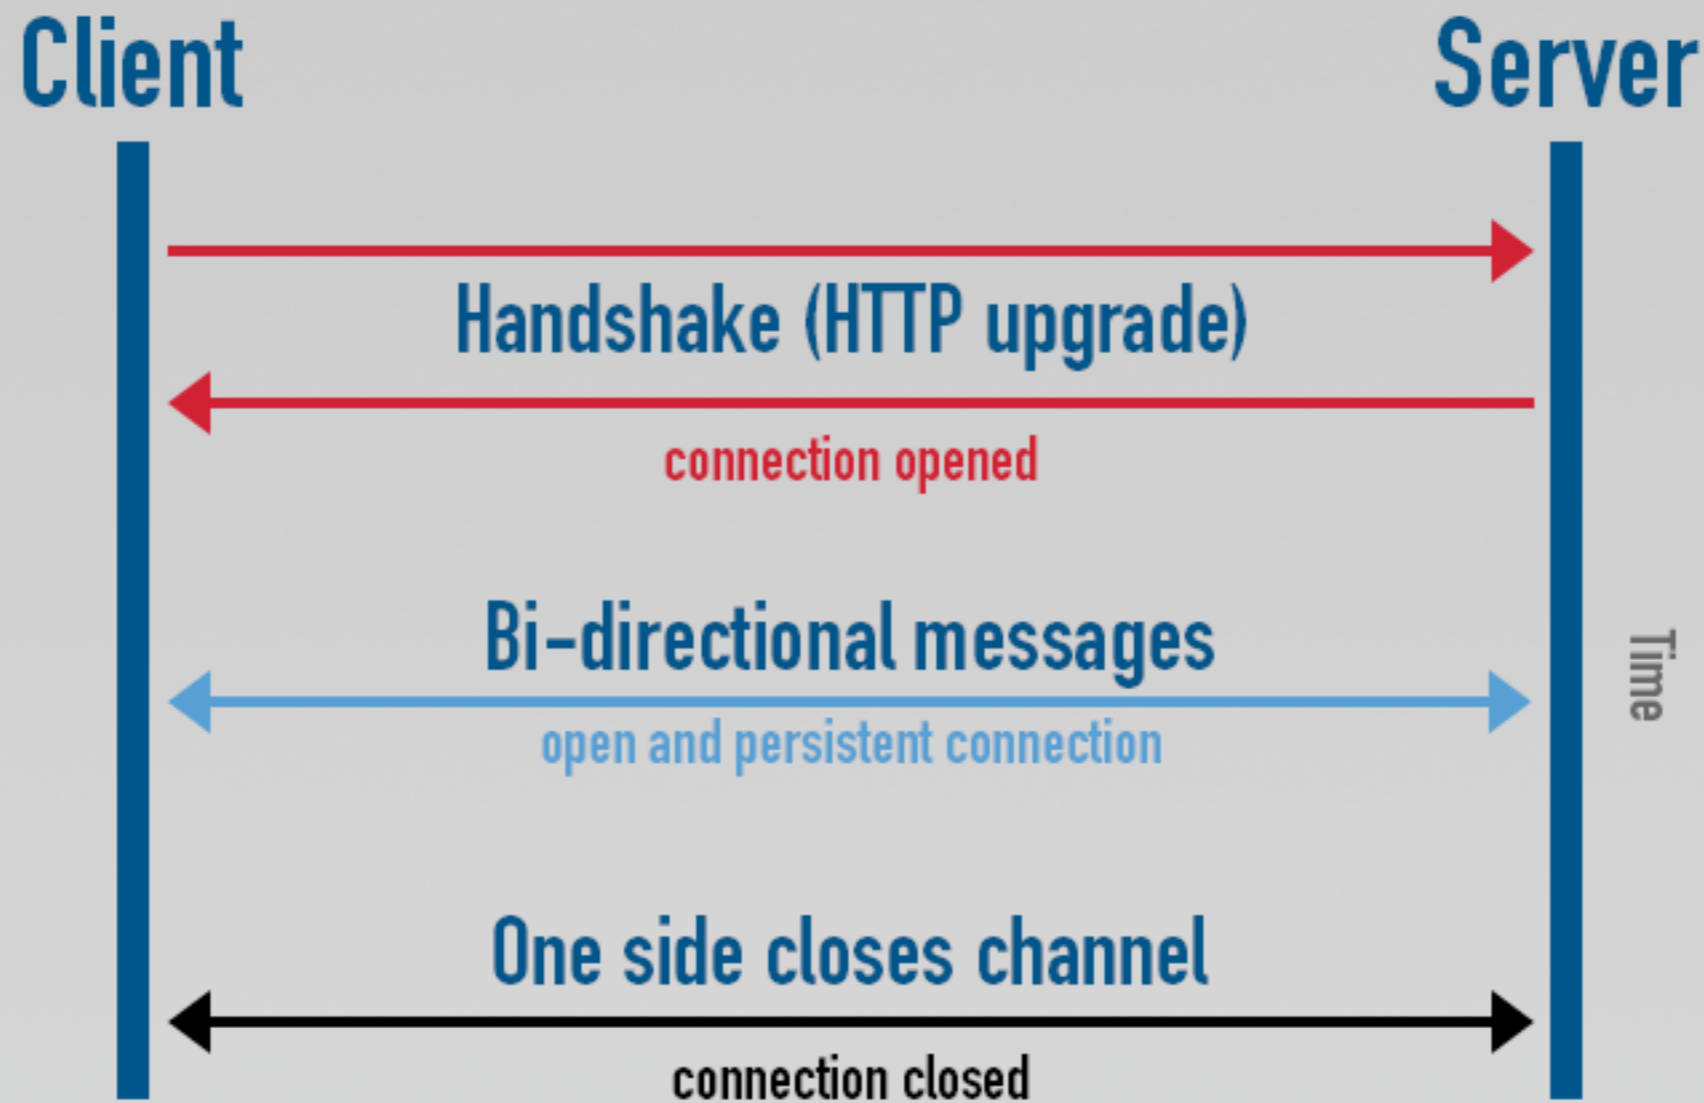 Client
Server
Handshake (HTTP upgrade)
connection opened
Bi-directional messages
open and persistent connection
Time
One side closes channel
connection closed